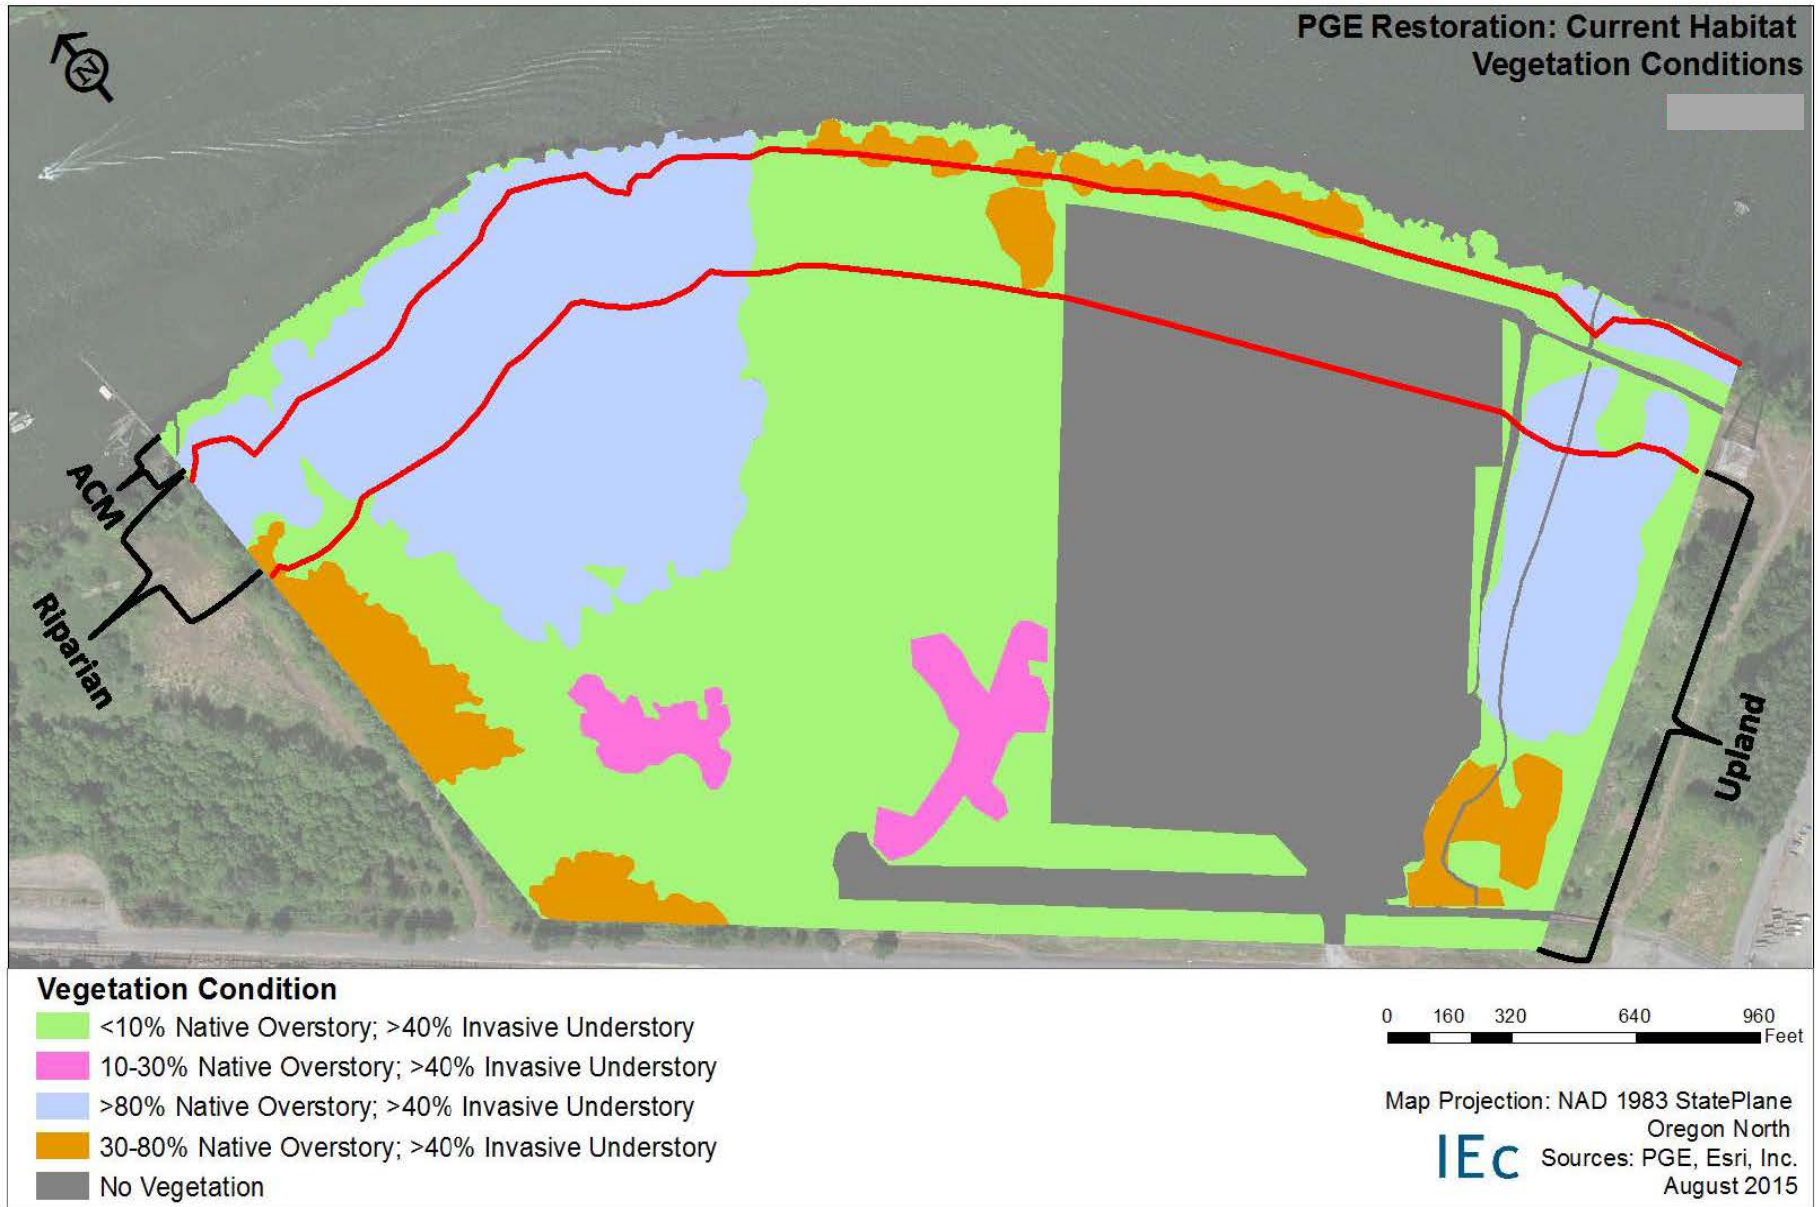 PGE Restoration: Current Habitat
Vegetation Conditions
N
ACM
Riparian
Upland
Vegetation Condition
<10% Native Overstory; >40% Invasive Understory
10-30% Native Overstory; >40% Invasive Understory
>80% Native Overstory; >40% Invasive Understory
30-80% Native Overstory; >40% Invasive Understory
No Vegetation
0 160 320 640 960
Feet
Map Projection: NAD 1983 StatePlane
Oregon North
IEc
Sources: PGE, Esri, Inc.
August 2015